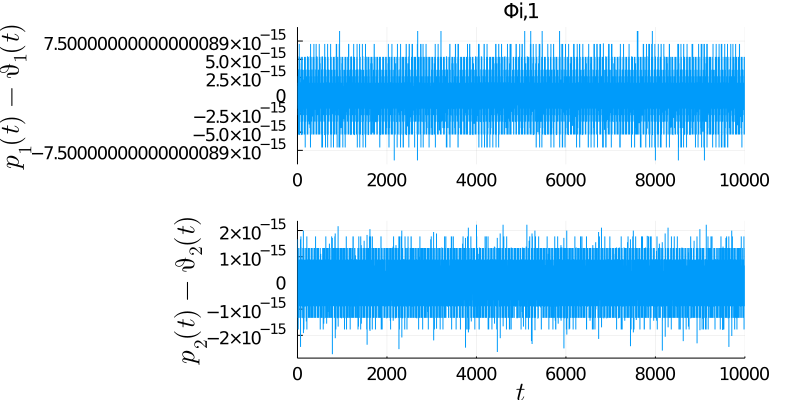 Φi,1
p₁(t) − ϑ₁(t)
7.500000000000000089×10⁻¹⁵
5.0×10⁻¹⁵
2.5×10⁻¹⁵
0
−2.5×10⁻¹⁵
−5.0×10⁻¹⁵
−7.500000000000000089×10⁻¹⁵
0 2000 4000 6000 8000 10000
p₂(t) − ϑ₂(t)
2×10⁻¹⁵
1×10⁻¹⁵
0
−1×10⁻¹⁵
−2×10⁻¹⁵
0 2000 4000 6000 8000 10000
t